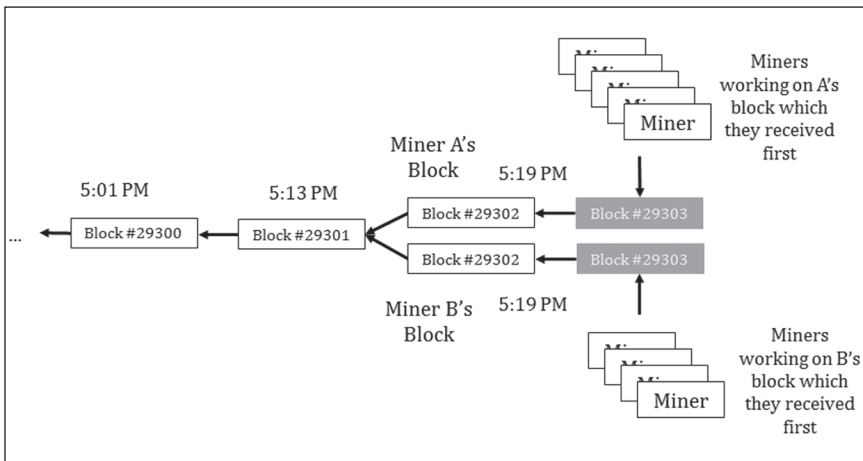 Miners
working on A's
block which
they received
first
Miner
Miner A's
Block
5:19 PM
5:01 PM
5:13 PM
Block #29302
Block #29303
...
Block #29300
Block #29301
Block #29302
Block #29303
Miner B's
Block
5:19 PM
Miner
Miners
working on B's
block which
they received
first